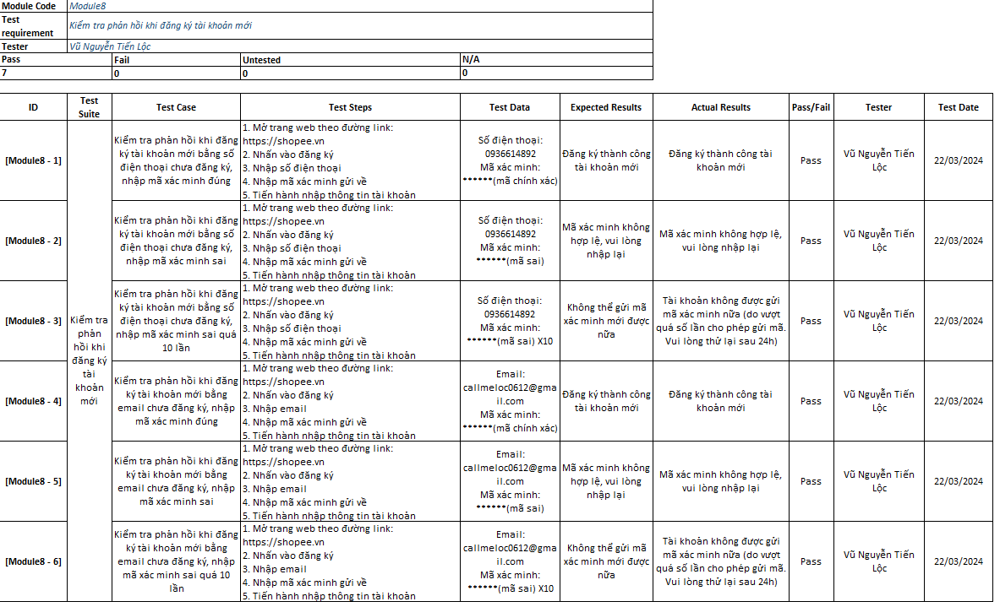 Module Code Module8
Test requirement Kiểm tra phản hồi khi đăng ký tài khoản mới
Tester Vũ Nguyễn Tiến Lộc
Pass Fail Untested N/A
7 0 0 0
ID Test Suite Test Case Test Steps Test Data Expected Results Actual Results Pass/Fail Tester Test Date
Kiểm tra phản hồi khi đăng ký tài khoản mới
[Module8 - 1]
Kiểm tra phản hồi khi đăng
ký tài khoản mới bằng số
điện thoại chưa đăng ký,
nhập mã xác minh đúng
1. Mở trang web theo đường link:
https://shopee.vn
2. Nhấn vào đăng ký
3. Nhập số điện thoại
4. Nhập mã xác minh gửi về
5. Tiến hành nhập thông tin tài khoản
Số điện thoại:
0936614892
Mã xác minh:
******(mã chính xác)
Đăng ký thành công
tài khoản mới
Đăng ký thành công tài
khoản mới
Pass
Vũ Nguyễn Tiến
Lộc
22/03/2024
[Module8 - 2]
Kiểm tra phản hồi khi đăng
ký tài khoản mới bằng số
điện thoại chưa đăng ký,
nhập mã xác minh sai
1. Mở trang web theo đường link:
https://shopee.vn
2. Nhấn vào đăng ký
3. Nhập số điện thoại
4. Nhập mã xác minh gửi về
5. Tiến hành nhập thông tin tài khoản
Số điện thoại:
0936614892
Mã xác minh:
******(mã sai)
Mã xác minh không
hợp lệ, vui lòng
nhập lại
Mã xác minh không hợp lệ,
vui lòng nhập lại
Pass
Vũ Nguyễn Tiến
Lộc
22/03/2024
[Module8 - 3]
Kiểm tra phản hồi khi đăng
ký tài khoản mới bằng số
điện thoại chưa đăng ký,
nhập mã xác minh sai quá
10 lần
1. Mở trang web theo đường link:
https://shopee.vn
2. Nhấn vào đăng ký
3. Nhập số điện thoại
4. Nhập mã xác minh gửi về
5. Tiến hành nhập thông tin tài khoản
Số điện thoại:
0936614892
Mã xác minh:
******(mã sai) X10
Không thể gửi mã
xác minh mới được
nữa
Tài khoản không được gửi
mã xác minh nữa (do vượt
quá số lần cho phép gửi mã.
Vui lòng thử lại sau 24h)
Pass
Vũ Nguyễn Tiến
Lộc
22/03/2024
[Module8 - 4]
Kiểm tra phản hồi khi đăng
ký tài khoản mới bằng
email chưa đăng ký, nhập
mã xác minh đúng
1. Mở trang web theo đường link:
https://shopee.vn
2. Nhấn vào đăng ký
3. Nhập email
4. Nhập mã xác minh gửi về
5. Tiến hành nhập thông tin tài khoản
Email:
callmeloc0612@gma
il.com
Mã xác minh:
******(mã chính xác)
Đăng ký thành công
tài khoản mới
Đăng ký thành công tài
khoản mới
Pass
Vũ Nguyễn Tiến
Lộc
22/03/2024
[Module8 - 5]
Kiểm tra phản hồi khi đăng
ký tài khoản mới bằng
email chưa đăng ký, nhập
mã xác minh sai
1. Mở trang web theo đường link:
https://shopee.vn
2. Nhấn vào đăng ký
3. Nhập email
4. Nhập mã xác minh gửi về
5. Tiến hành nhập thông tin tài khoản
Email:
callmeloc0612@gma
il.com
Mã xác minh:
******(mã sai)
Mã xác minh không
hợp lệ, vui lòng
nhập lại
Mã xác minh không hợp lệ,
vui lòng nhập lại
Pass
Vũ Nguyễn Tiến
Lộc
22/03/2024
[Module8 - 6]
Kiểm tra phản hồi khi đăng
ký tài khoản mới bằng
email chưa đăng ký, nhập
mã xác minh sai quá 10
lần
1. Mở trang web theo đường link:
https://shopee.vn
2. Nhấn vào đăng ký
3. Nhập email
4. Nhập mã xác minh gửi về
5. Tiến hành nhập thông tin tài khoản
Email:
callmeloc0612@gma
il.com
Mã xác minh:
******(mã sai) X10
Không thể gửi mã
xác minh mới được
nữa
Tài khoản không được gửi
mã xác minh nữa (do vượt
quá số lần cho phép gửi mã.
Vui lòng thử lại sau 24h)
Pass
Vũ Nguyễn Tiến
Lộc
22/03/2024